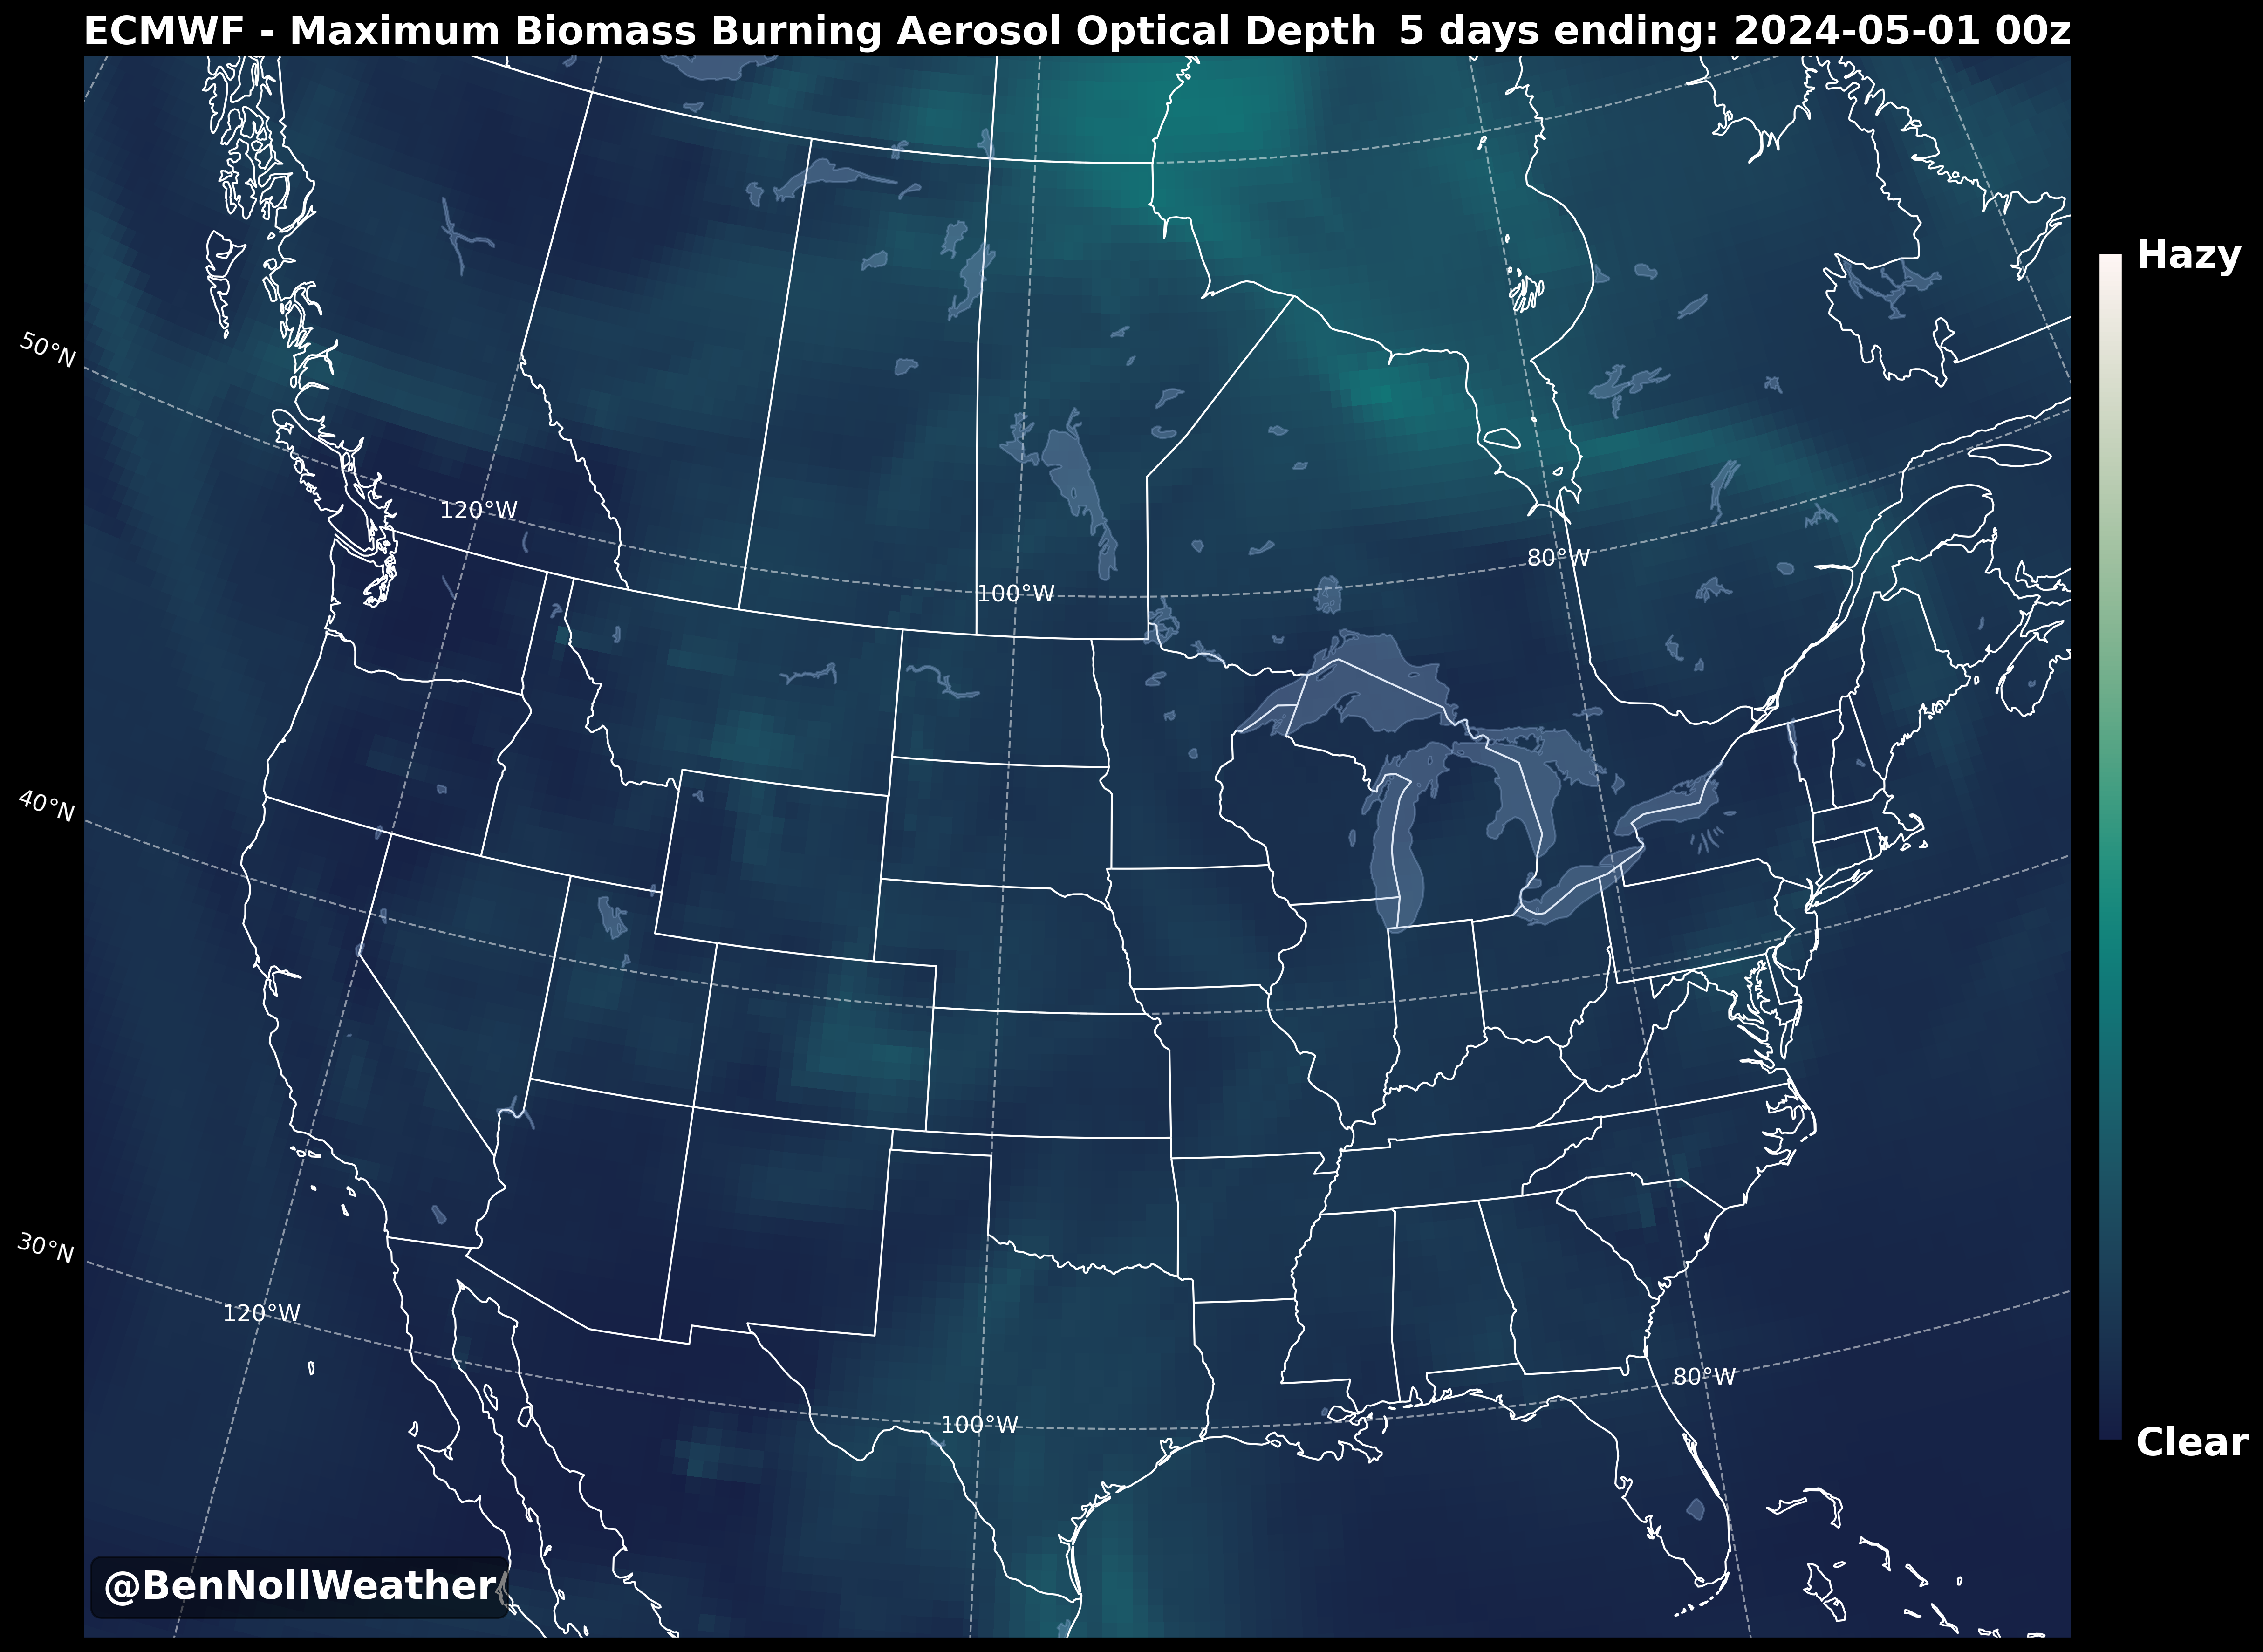 ECMWF - Maximum Biomass Burning Aerosol Optical Depth 5 days ending: 2024-05-01 00z
Hazy
50°N
120°W
80°W
100°W
40°N
30°N
120°W
80°W
100°W
Clear
@BenNollWeather